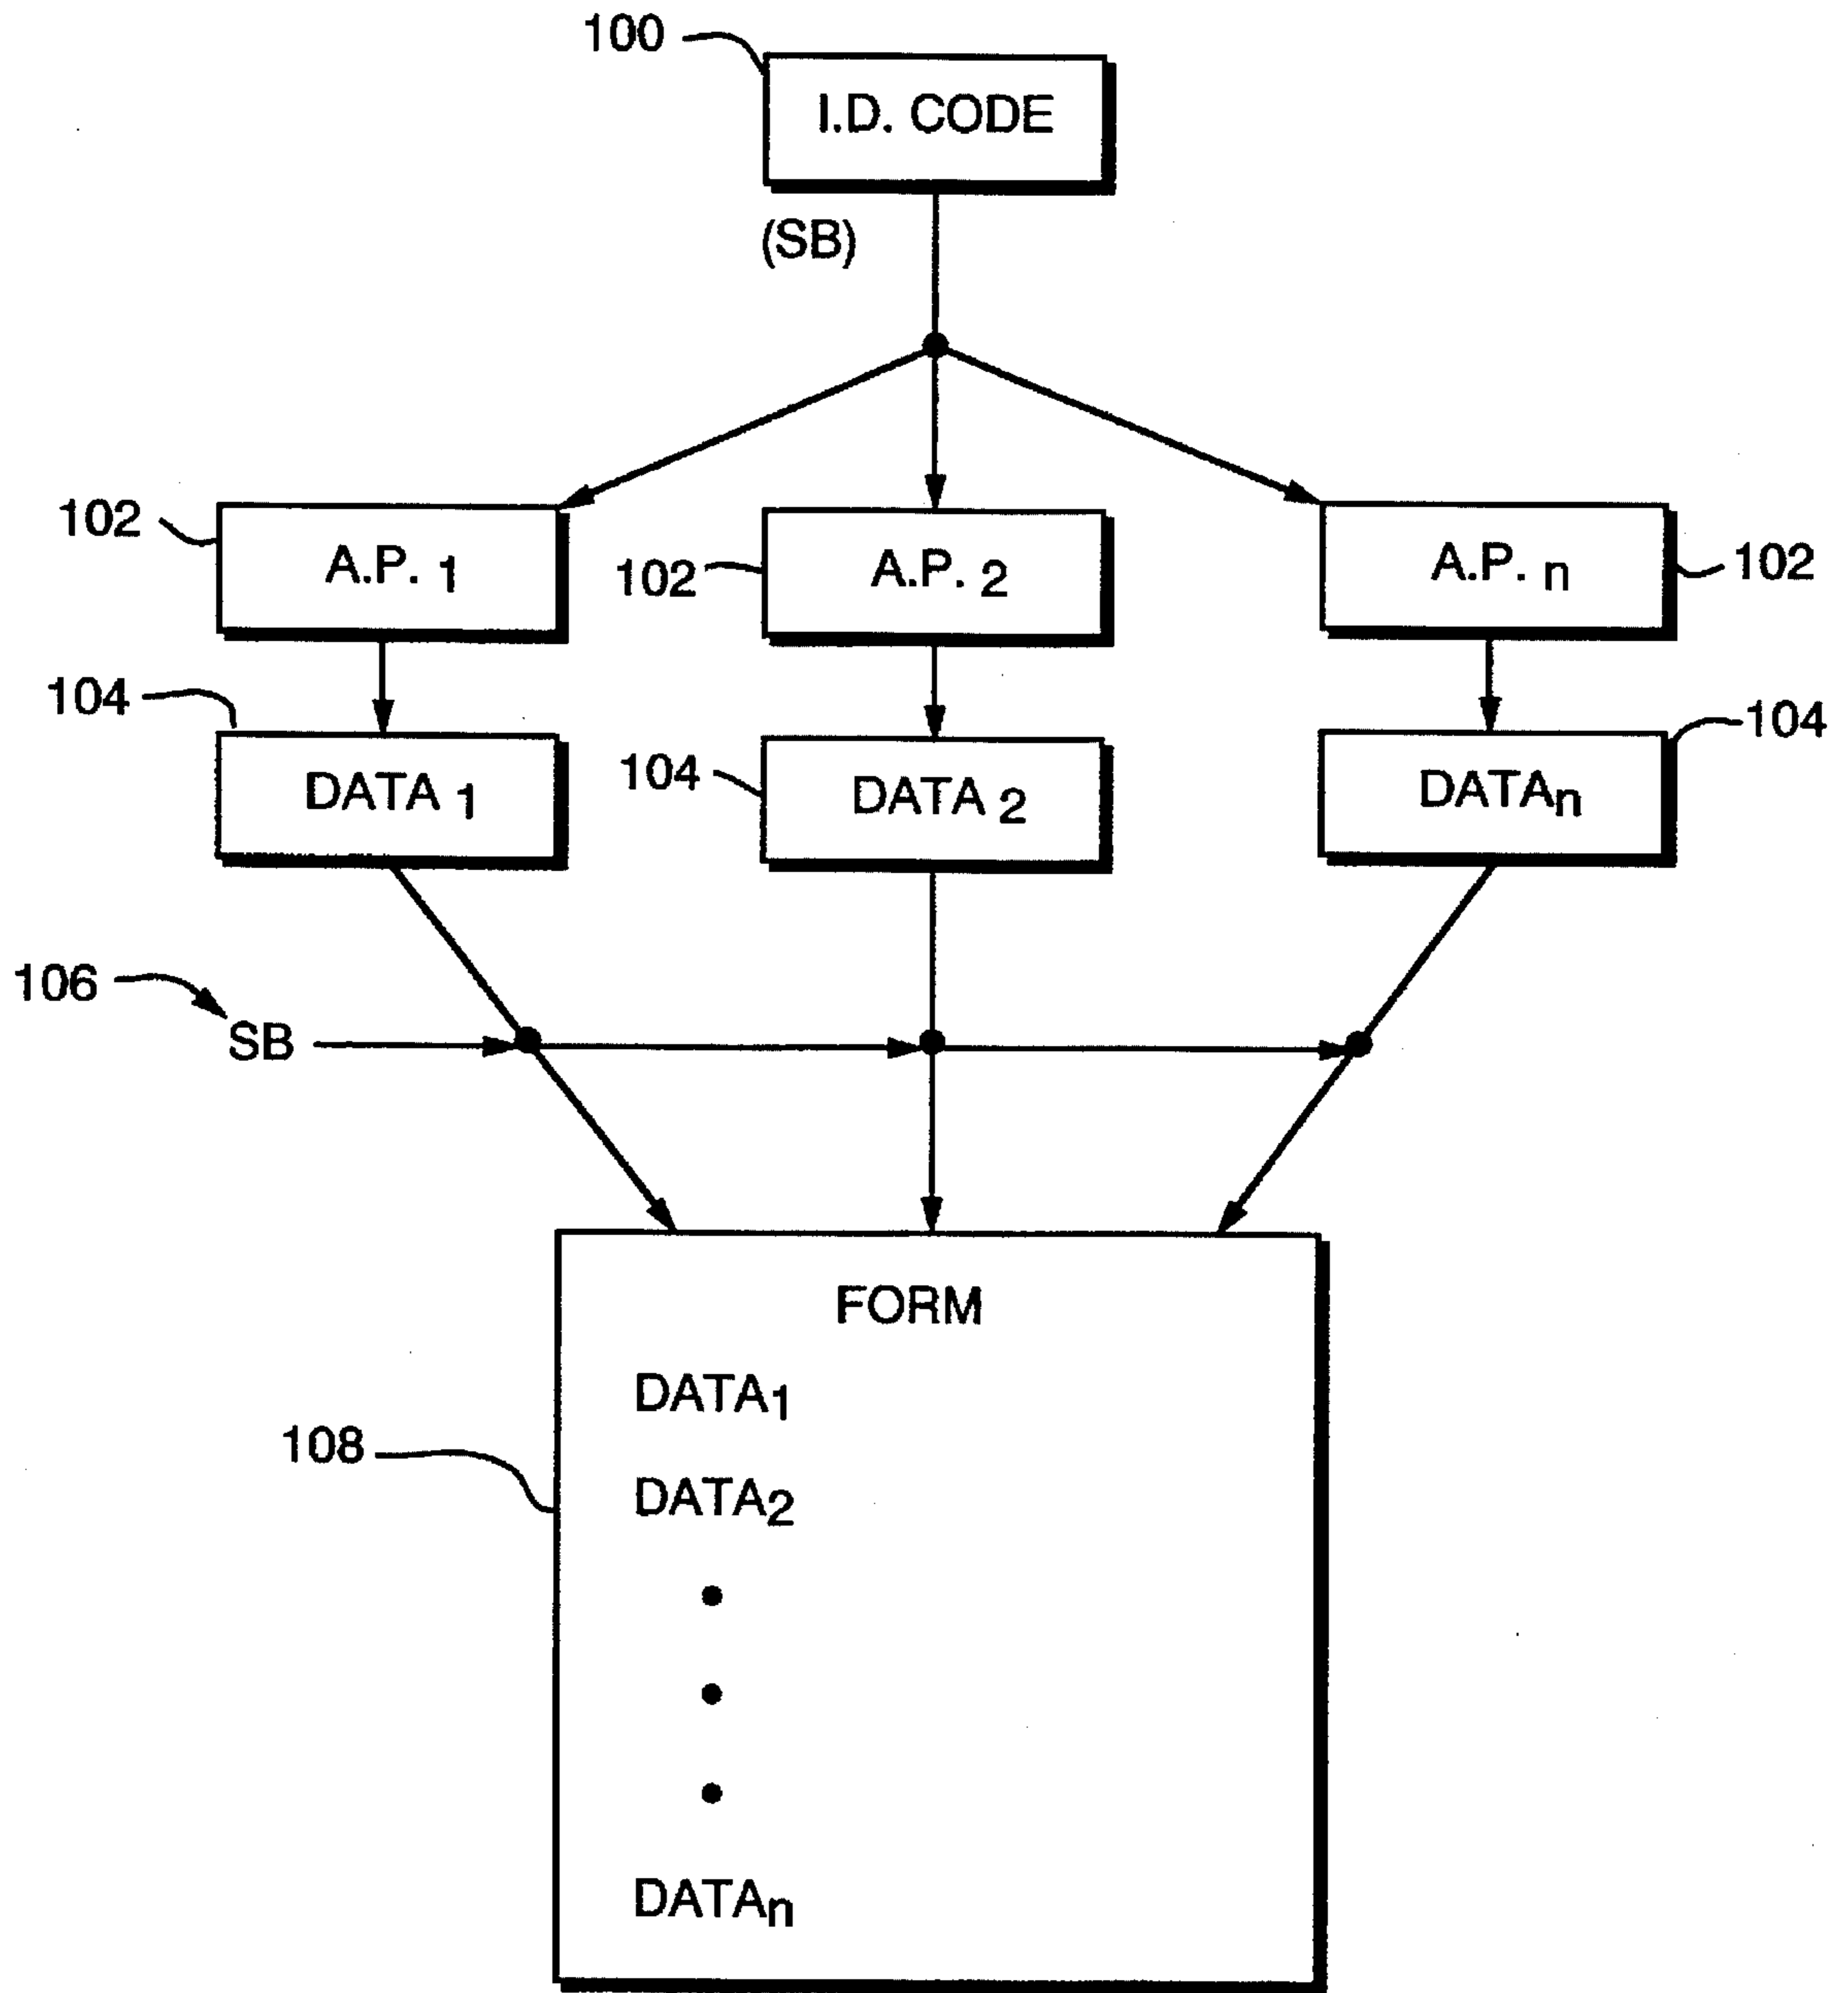 100
I.D. CODE
(SB)
102
A.P. 1
102
A.P. 2
A.P. n
102
104
DATA 1
104
DATA 2
DATAn
104
106
SB
FORM
DATA1
108
DATA2
DATAn